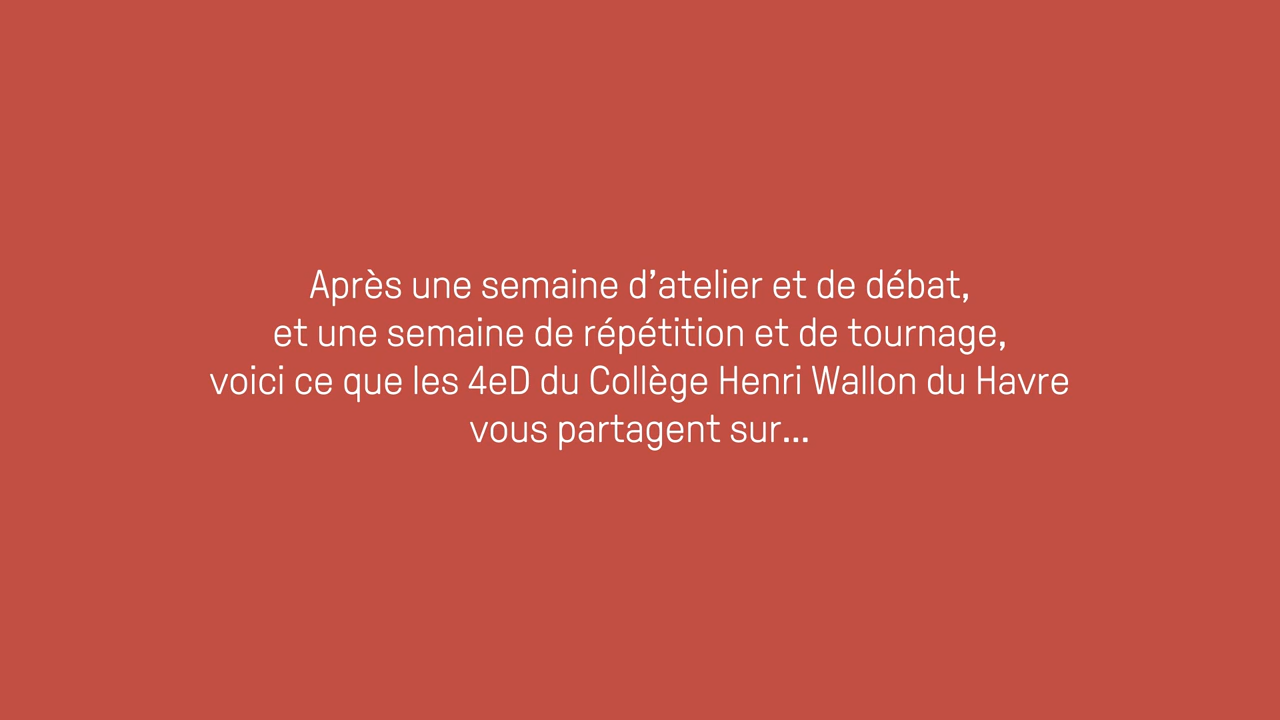 Après une semaine d’atelier et de débat,
et une semaine de répétition et de tournage,
voici ce que les 4eD du Collège Henri Wallon du Havre
vous partagent sur...